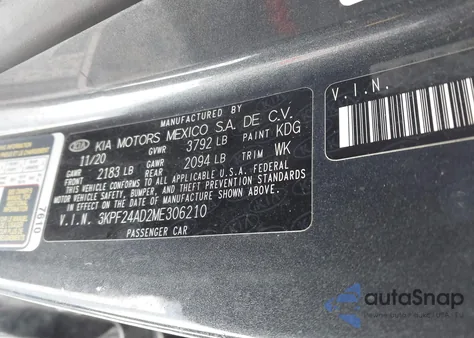 MANUFACTURED BY
KIA KIA MOTORS MEXICO S.A. DE C.V.
11/20 GVWR 3792 LB PAINT KDG
GAWR 2183 LB GAWR REAR 2094 LB TRIM WK
THIS VEHICLE CONFORMS TO ALL APPLICABLE U.S.A. FEDERAL
MOTOR VEHICLE SAFETY AND THEFT PREVENTION STANDARDS
IN EFFECT ON THE DATE OF MANUFACTURE SHOWN ABOVE.
V.I.N. 3KPF24AD2ME306210
PASSENGER CAR
V.I.N.
autoSnap